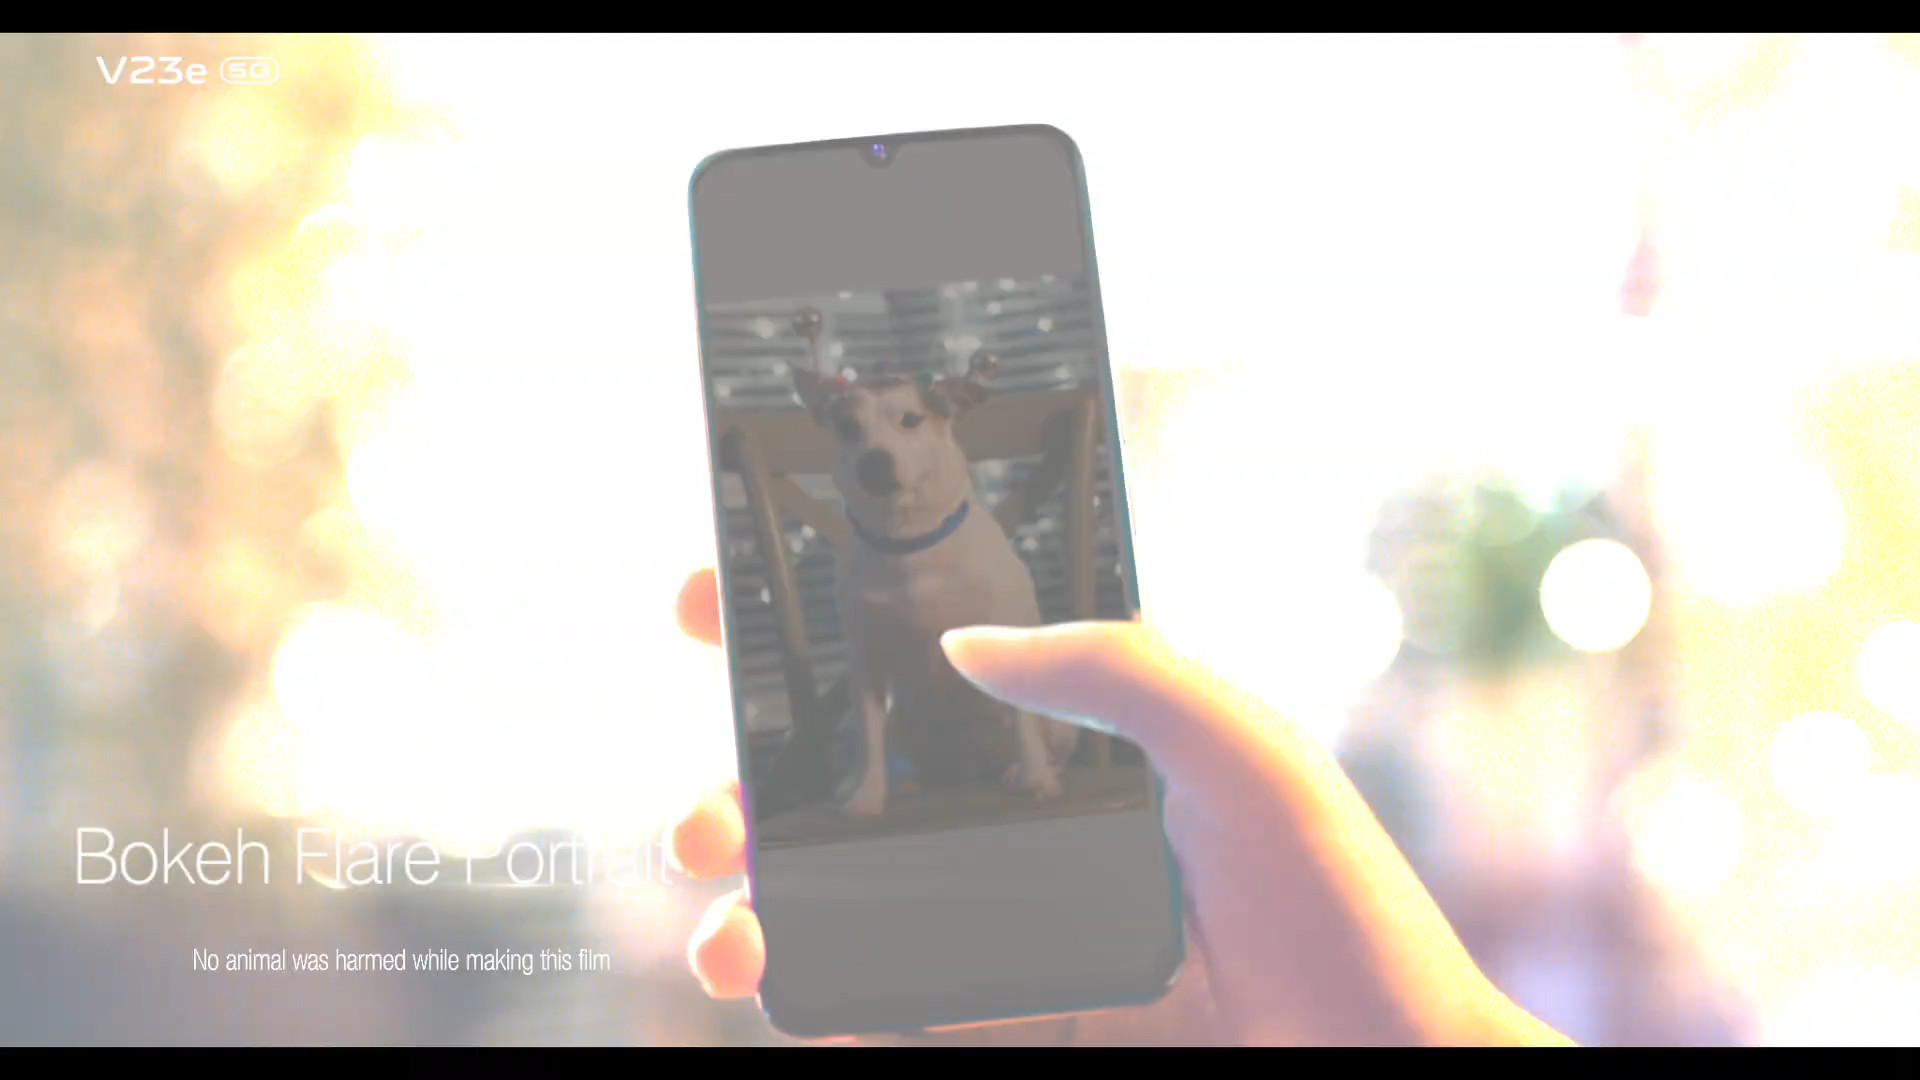 V23e 5G
Bokeh Flare Portrait
No animal was harmed while making this film